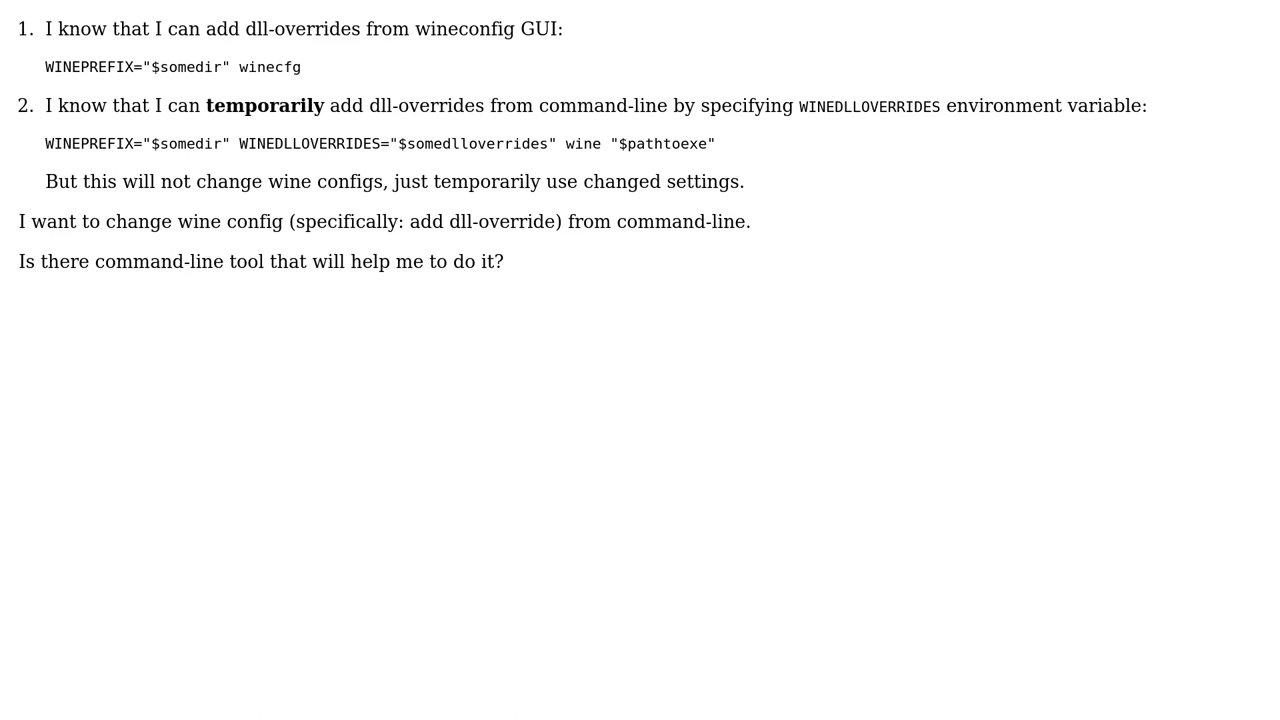 1. I know that I can add dll-overrides from wineconfig GUI:
WINEPREFIX="$somedir" winecfg
2. I know that I can temporarily add dll-overrides from command-line by specifying WINEDLLOVERRIDES environment variable:
WINEPREFIX="$somedir" WINEDLLOVERRIDES="$somedlloverrides" wine "$pathtoexe"
But this will not change wine configs, just temporarily use changed settings.
I want to change wine config (specifically: add dll-override) from command-line.
Is there command-line tool that will help me to do it?